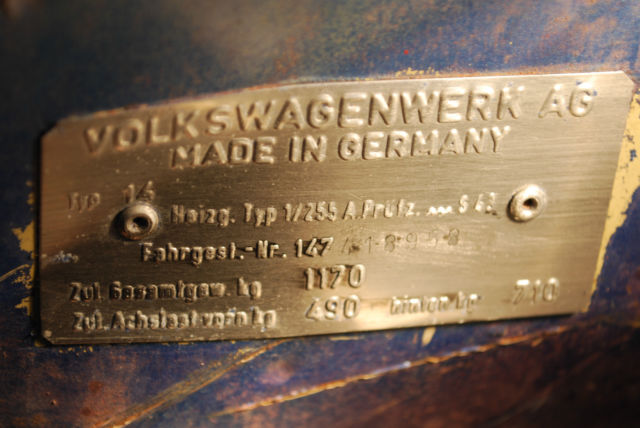 VOLKSWAGENWERK AG
MADE IN GERMANY
Typ 14 Heizg. Typ 1/255 A.Prüfz. ~~~ S 43
Fahrgest.-Nr. 147
Zul. Gesamtgew. kg 1170
Zul. Achslast vorn kg 490 hinten kg 710